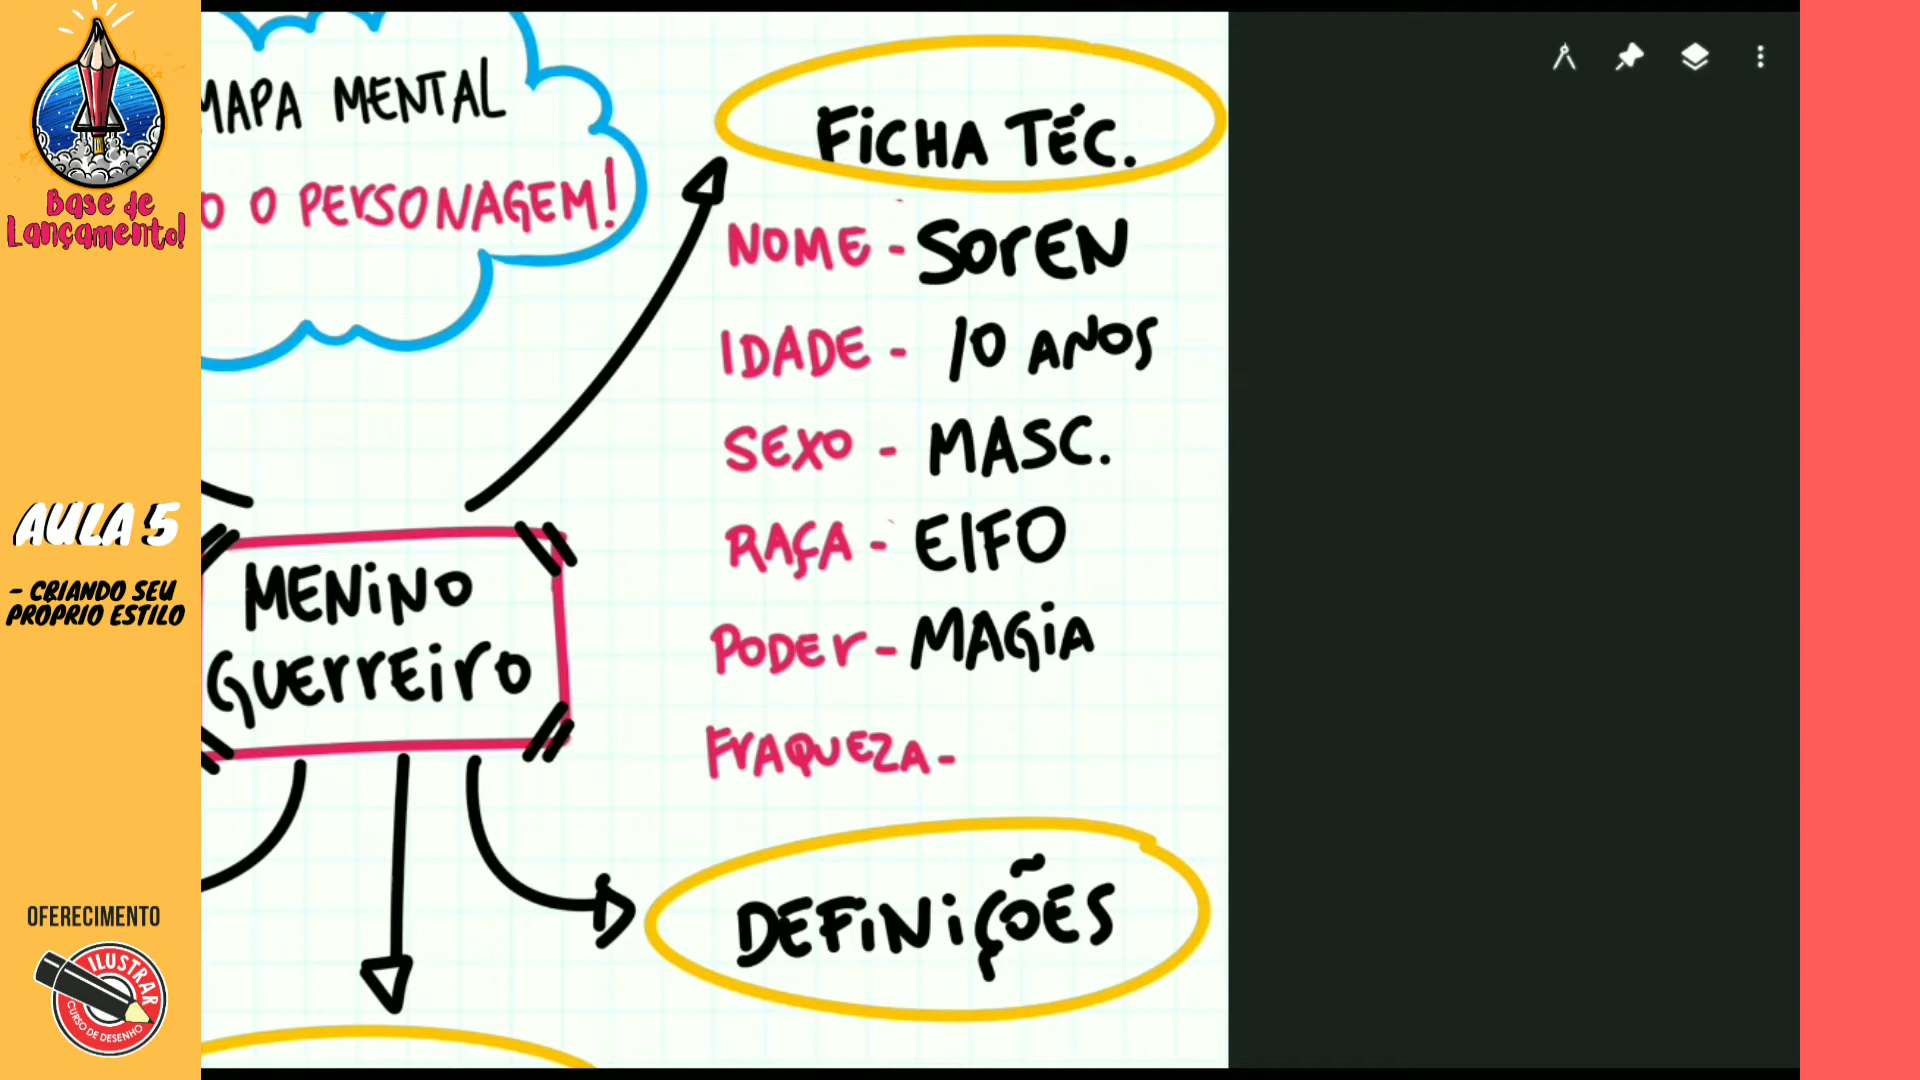 Base de
Lançamento!
AULA 5
- CRIANDO SEU
PRÓPRIO ESTILO
OFERECIMENTO
ILUSTRAR
CURSO DE DESENHO
MAPA MENTAL
O O PERSONAGEM!
MENINO
GUERREIRO
FICHA TÉC.
NOME - SOREN
IDADE - 10 ANOS
SEXO - MASC.
RAÇA - ElFO
PODER - MAGIA
FRAQUEZA -
DEFINIÇÕES